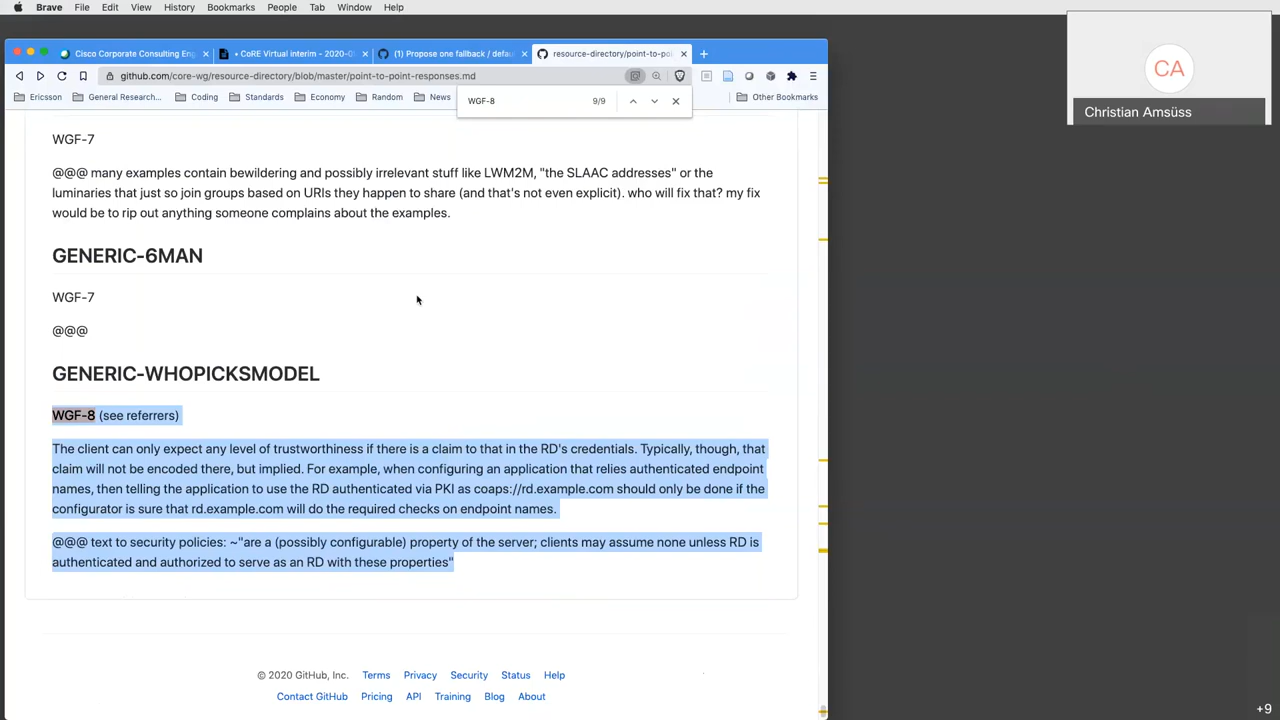 Brave File Edit View History Bookmarks People Tab Window Help
Cisco Corporate Consulting Eng
• CoRE Virtual interim - 2020-0
(1) Propose one fallback / defau
resource-directory/point-to-poi
github.com/core-wg/resource-directory/blob/master/point-to-point-responses.md
Ericsson General Research... Coding Standards Economy Random News Other Bookmarks
WGF-8 9/9
CA
Christian Amsüss
WGF-7
@@@ many examples contain bewildering and possibly irrelevant stuff like LWM2M, "the SLAAC addresses" or the
luminaries that just so join groups based on URIs they happen to share (and that's not even explicit). who will fix that? my fix
would be to rip out anything someone complains about the examples.
GENERIC-6MAN
WGF-7
@@@
GENERIC-WHOPICKSMODEL
WGF-8 (see referrers)
The client can only expect any level of trustworthiness if there is a claim to that in the RD's credentials. Typically, though, that
claim will not be encoded there, but implied. For example, when configuring an application that relies authenticated endpoint
names, then telling the application to use the RD authenticated via PKI as coaps://rd.example.com should only be done if the
configurator is sure that rd.example.com will do the required checks on endpoint names.
@@@ text to security policies: ~"are a (possibly configurable) property of the server; clients may assume none unless RD is
authenticated and authorized to serve as an RD with these properties"
© 2020 GitHub, Inc. Terms Privacy Security Status Help
Contact GitHub Pricing API Training Blog About
+9